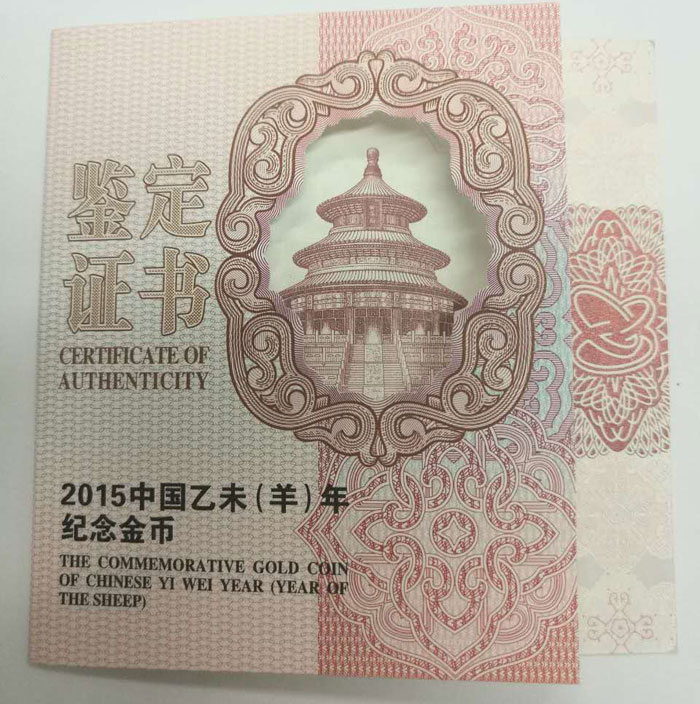 鉴定
证书
CERTIFICATE OF
AUTHENTICITY
2015中国乙未(羊)年
纪念金币
THE COMMEMORATIVE GOLD COIN
OF CHINESE YI WEI YEAR (YEAR OF
THE SHEEP)